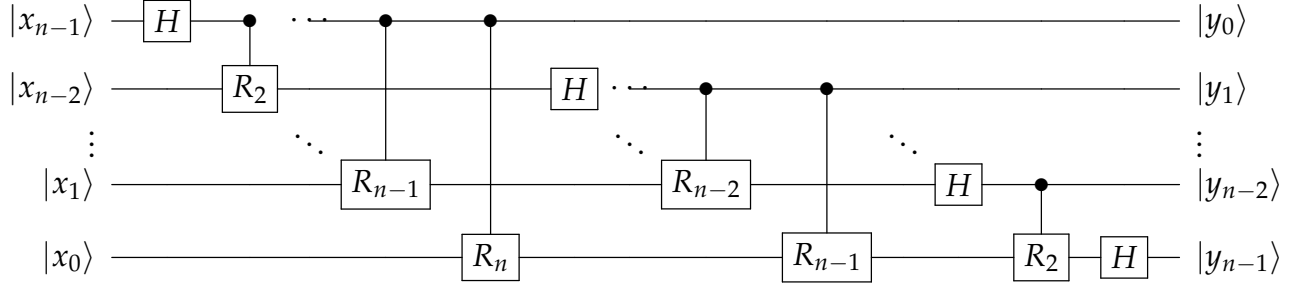 |x_{n−1}⟩ H ··· |y_0⟩
|x_{n−2}⟩ R_2 H ··· |y_1⟩
⋮ ⋱ ⋱ ⋱ ⋮
|x_1⟩ R_{n−1} R_{n−2} H |y_{n−2}⟩
|x_0⟩ R_n R_{n−1} R_2 H |y_{n−1}⟩